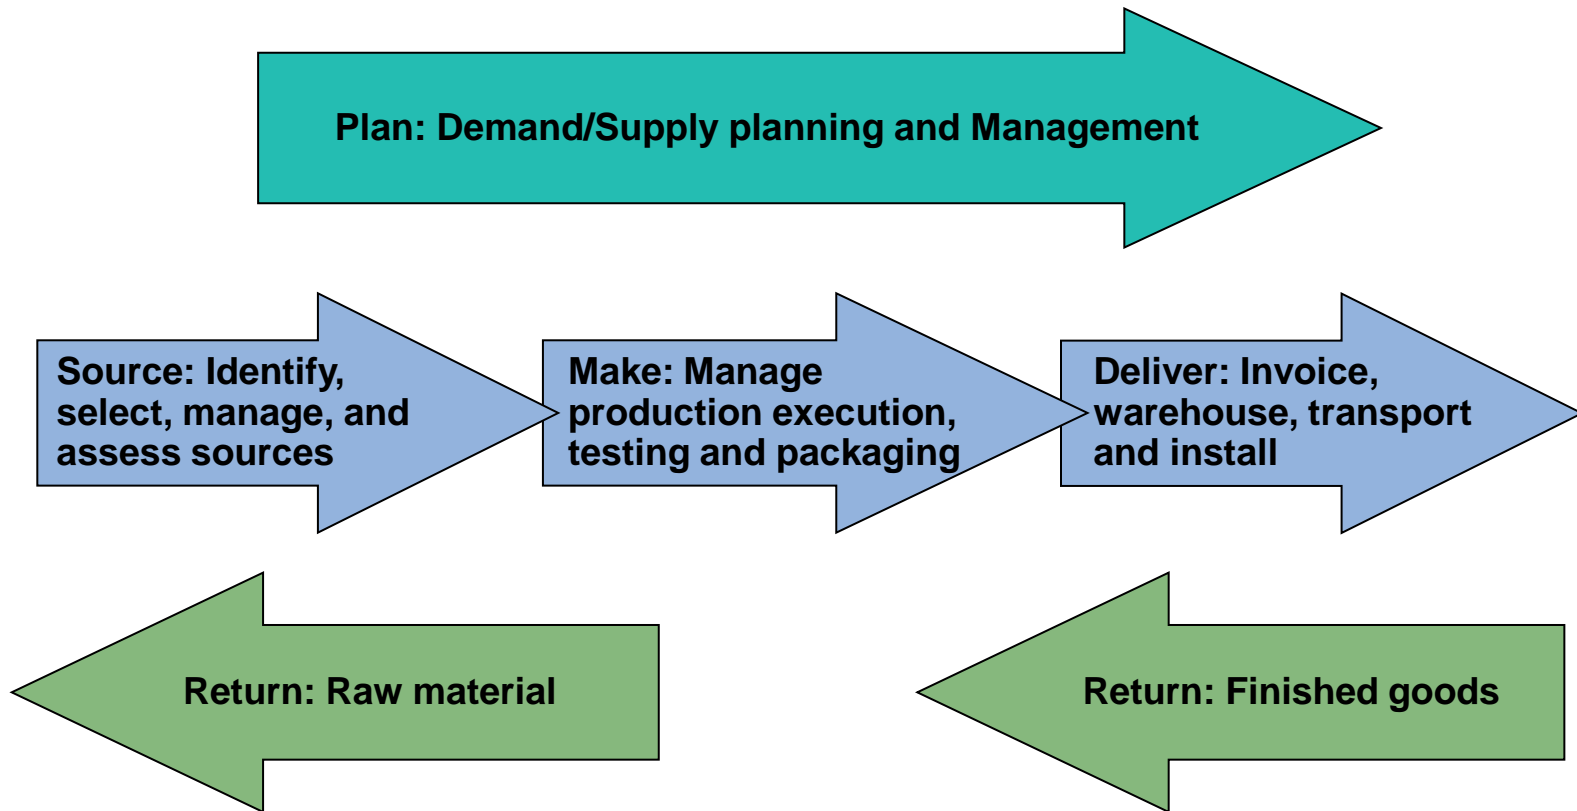 Plan: Demand/Supply planning and Management
Source: Identify,
select, manage, and
assess sources
Make: Manage
production execution,
testing and packaging
Deliver: Invoice,
warehouse, transport
and install
Return: Raw material
Return: Finished goods